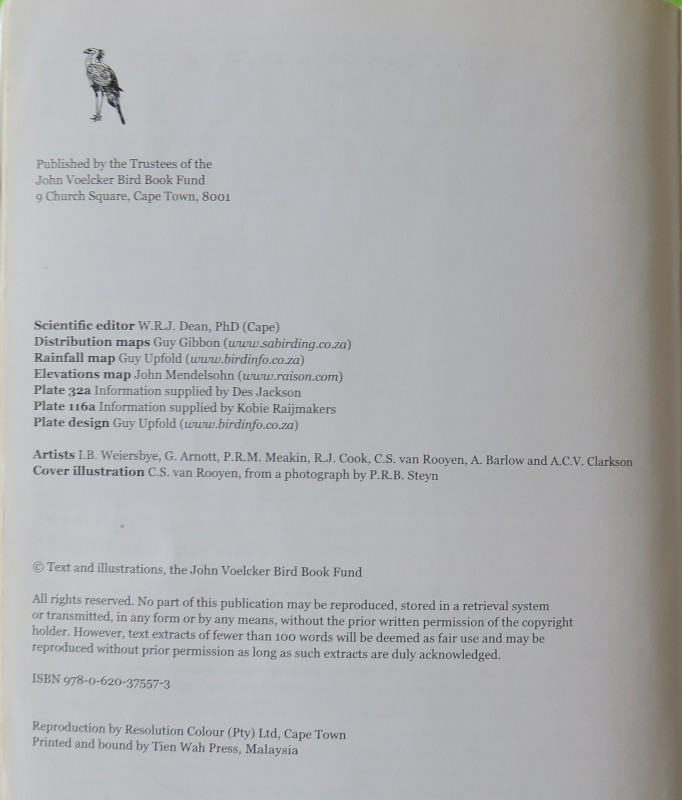 Published by the Trustees of the
John Voelcker Bird Book Fund
9 Church Square, Cape Town, 8001
Scientific editor W.R.J. Dean, PhD (Cape)
Distribution maps Guy Gibbon (www.sabirding.co.za)
Rainfall map Guy Upfold (www.birdinfo.co.za)
Elevations map John Mendelsohn (www.raison.com)
Plate 32a Information supplied by Des Jackson
Plate 116a Information supplied by Kobie Raijmakers
Plate design Guy Upfold (www.birdinfo.co.za)
Artists I.B. Weiersbye, G. Arnott, P.R.M. Meakin, R.J. Cook, C.S. van Rooyen, A. Barlow and A.C.V. Clarkson
Cover illustration C.S. van Rooyen, from a photograph by P.R.B. Steyn
© Text and illustrations, the John Voelcker Bird Book Fund
All rights reserved. No part of this publication may be reproduced, stored in a retrieval system
or transmitted, in any form or by any means, without the prior written permission of the copyright
holder. However, text extracts of fewer than 100 words will be deemed as fair use and may be
reproduced without prior permission as long as such extracts are duly acknowledged.
ISBN 978-0-620-37557-3
Reproduction by Resolution Colour (Pty) Ltd, Cape Town
Printed and bound by Tien Wah Press, Malaysia